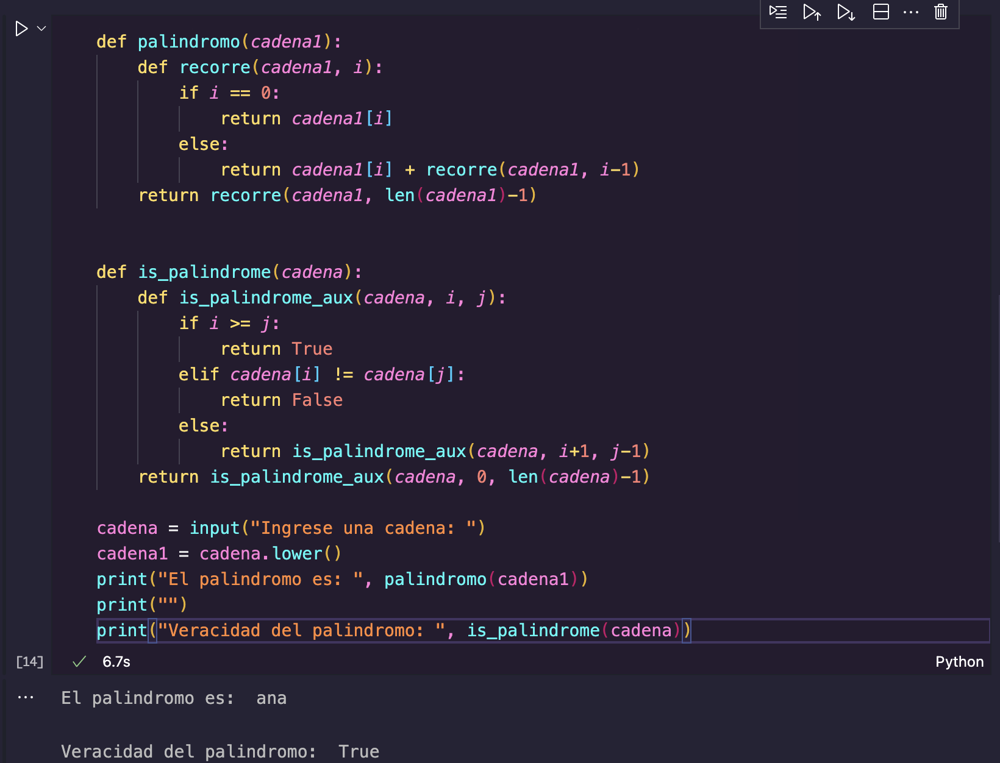 def palindromo(cadena1):
    def recorre(cadena1, i):
        if i == 0:
            return cadena1[i]
        else:
            return cadena1[i] + recorre(cadena1, i-1)
    return recorre(cadena1, len(cadena1)-1)
def is_palindrome(cadena):
    def is_palindrome_aux(cadena, i, j):
        if i >= j:
            return True
        elif cadena[i] != cadena[j]:
            return False
        else:
            return is_palindrome_aux(cadena, i+1, j-1)
    return is_palindrome_aux(cadena, 0, len(cadena)-1)
cadena = input("Ingrese una cadena: ")
cadena1 = cadena.lower()
print("El palindromo es: ", palindromo(cadena1))
print("")
print("Veracidad del palindromo: ", is_palindrome(cadena))
[14] 6.7s Python
El palindromo es:  ana
Veracidad del palindromo:  True